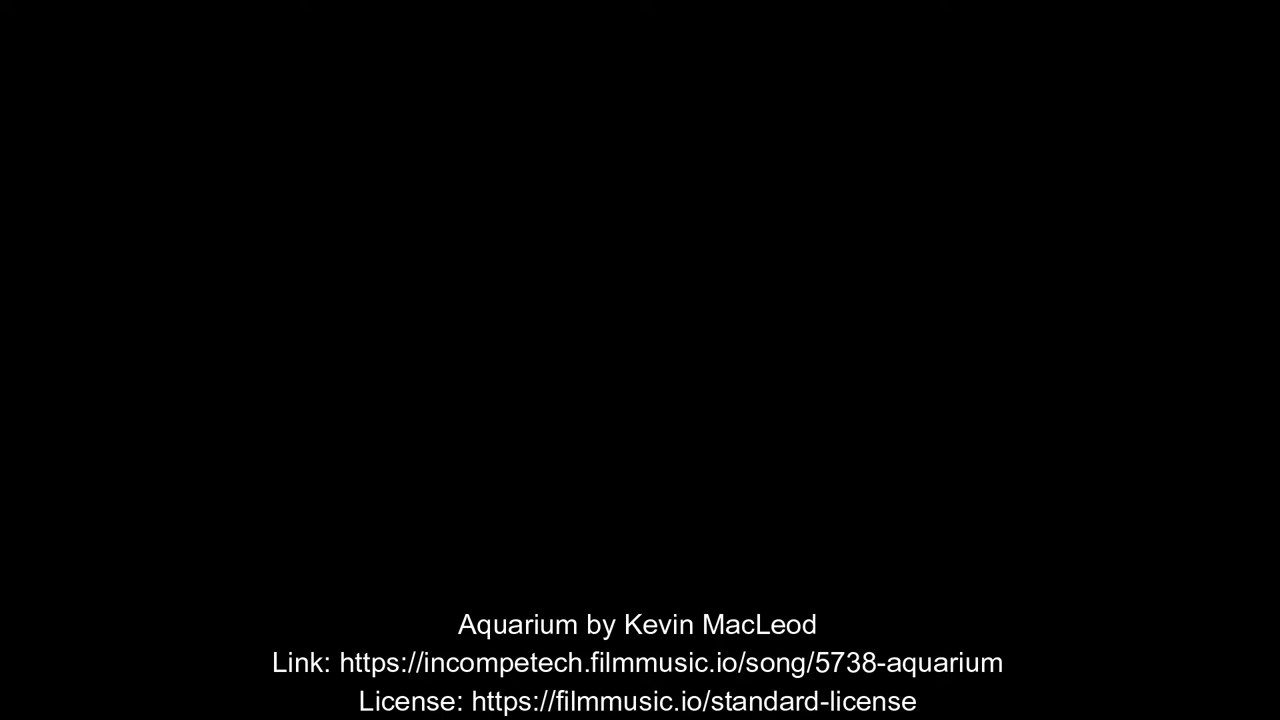 Aquarium by Kevin MacLeod
Link: https://incompetech.filmmusic.io/song/5738-aquarium
License: https://filmmusic.io/standard-license